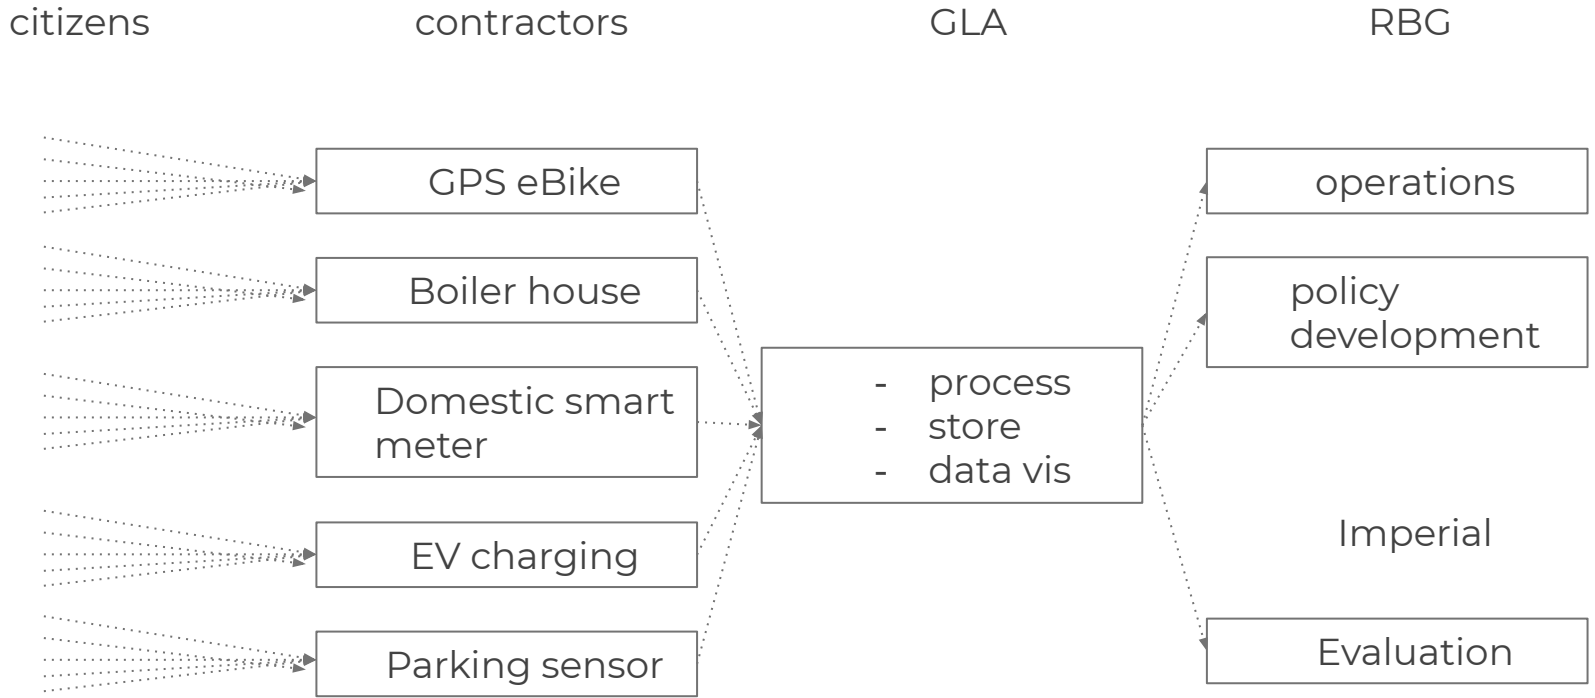 citizens
contractors
GLA
RBG
GPS eBike
Boiler house
Domestic smart
meter
EV charging
Parking sensor
- process
- store
- data vis
operations
policy
development
Imperial
Evaluation